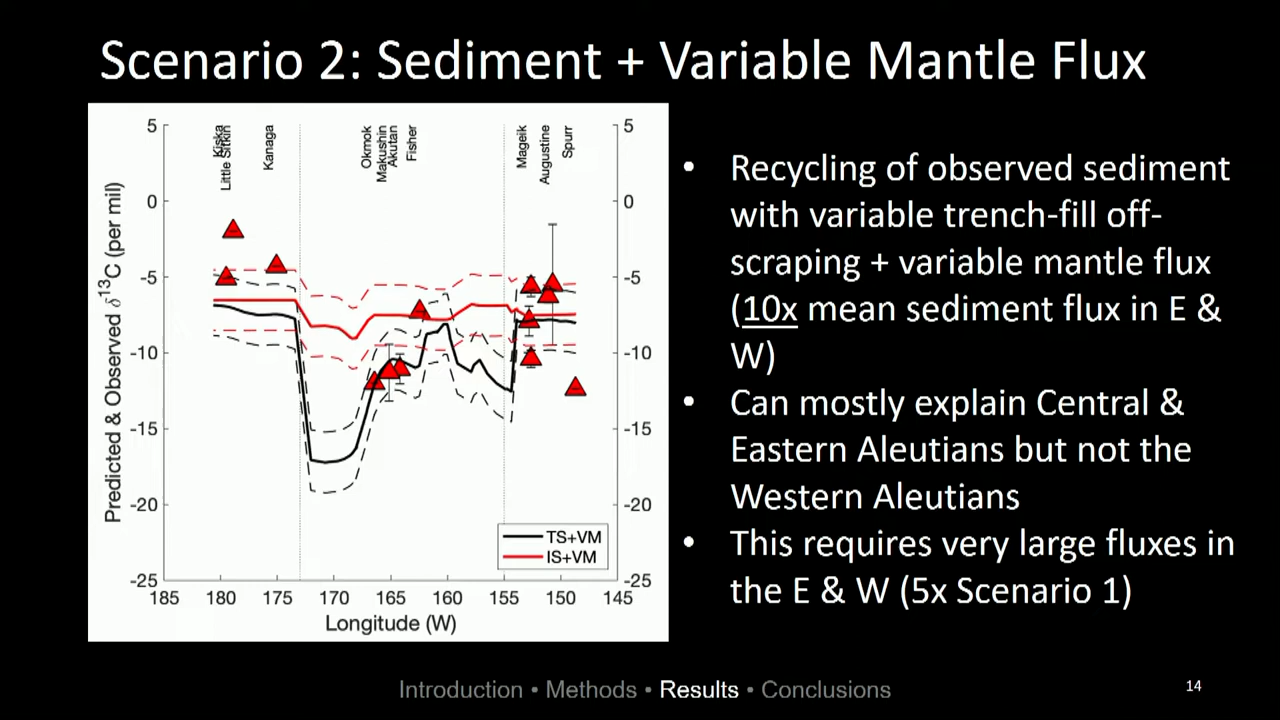 Scenario 2: Sediment + Variable Mantle Flux
Kiska
Little Sitkin
Kanaga
Okmok
Makushin
Akutan
Fisher
Mageik
Augustine
Spurr
5
0
-5
-10
-15
-20
-25
5
0
-5
-10
-15
-20
-25
Predicted & Observed δ13C (per mil)
TS+VM
IS+VM
185 180 175 170 165 160 155 150 145
Longitude (W)
• Recycling of observed sediment
with variable trench-fill off-
scraping + variable mantle flux
(10x mean sediment flux in E &
W)
• Can mostly explain Central &
Eastern Aleutians but not the
Western Aleutians
• This requires very large fluxes in
the E & W (5x Scenario 1)
Introduction • Methods • Results • Conclusions
14